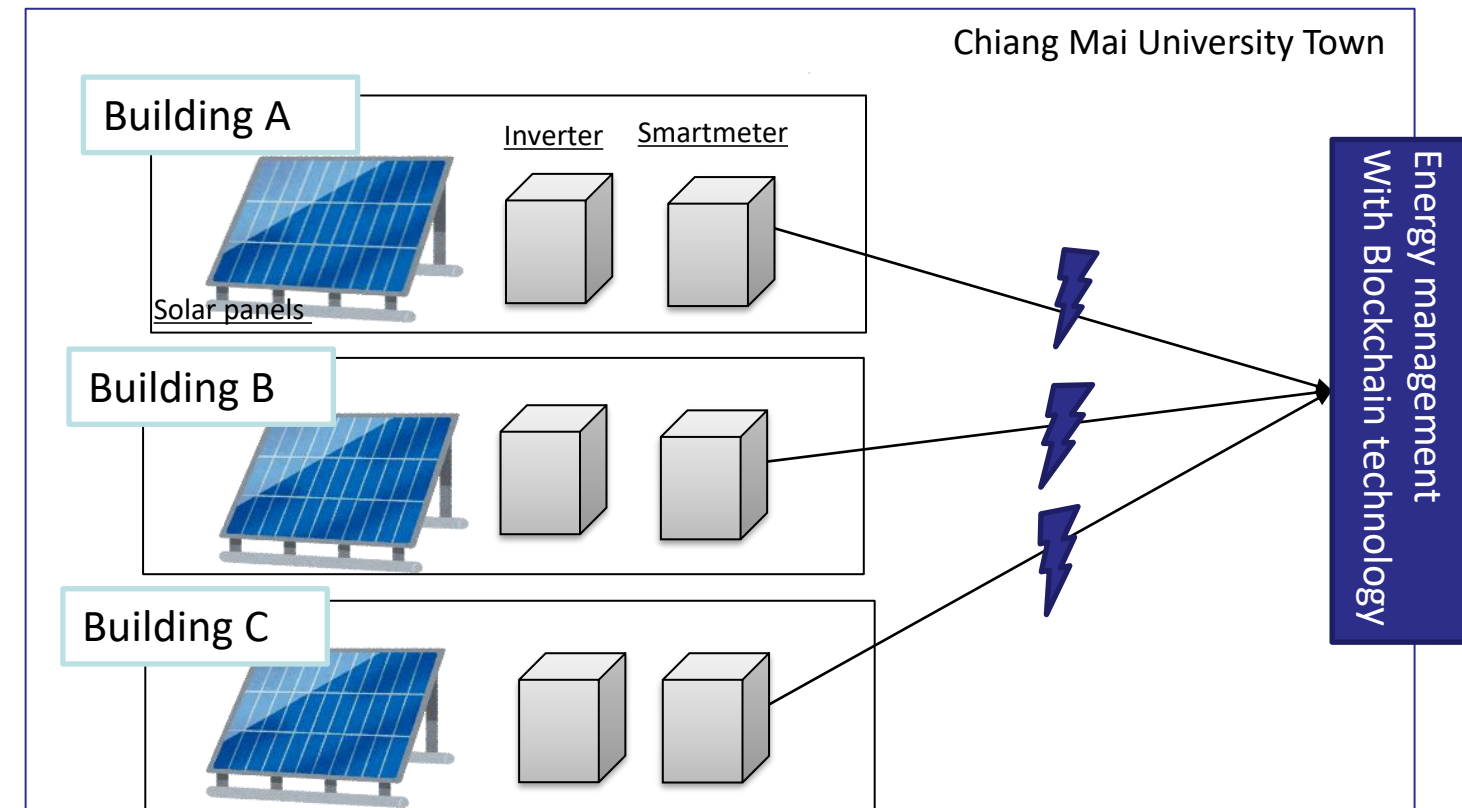 Chiang Mai University Town
Building A
Inverter
Smartmeter
Solar panels
Building B
Building C
Energy management
With Blockchain technology